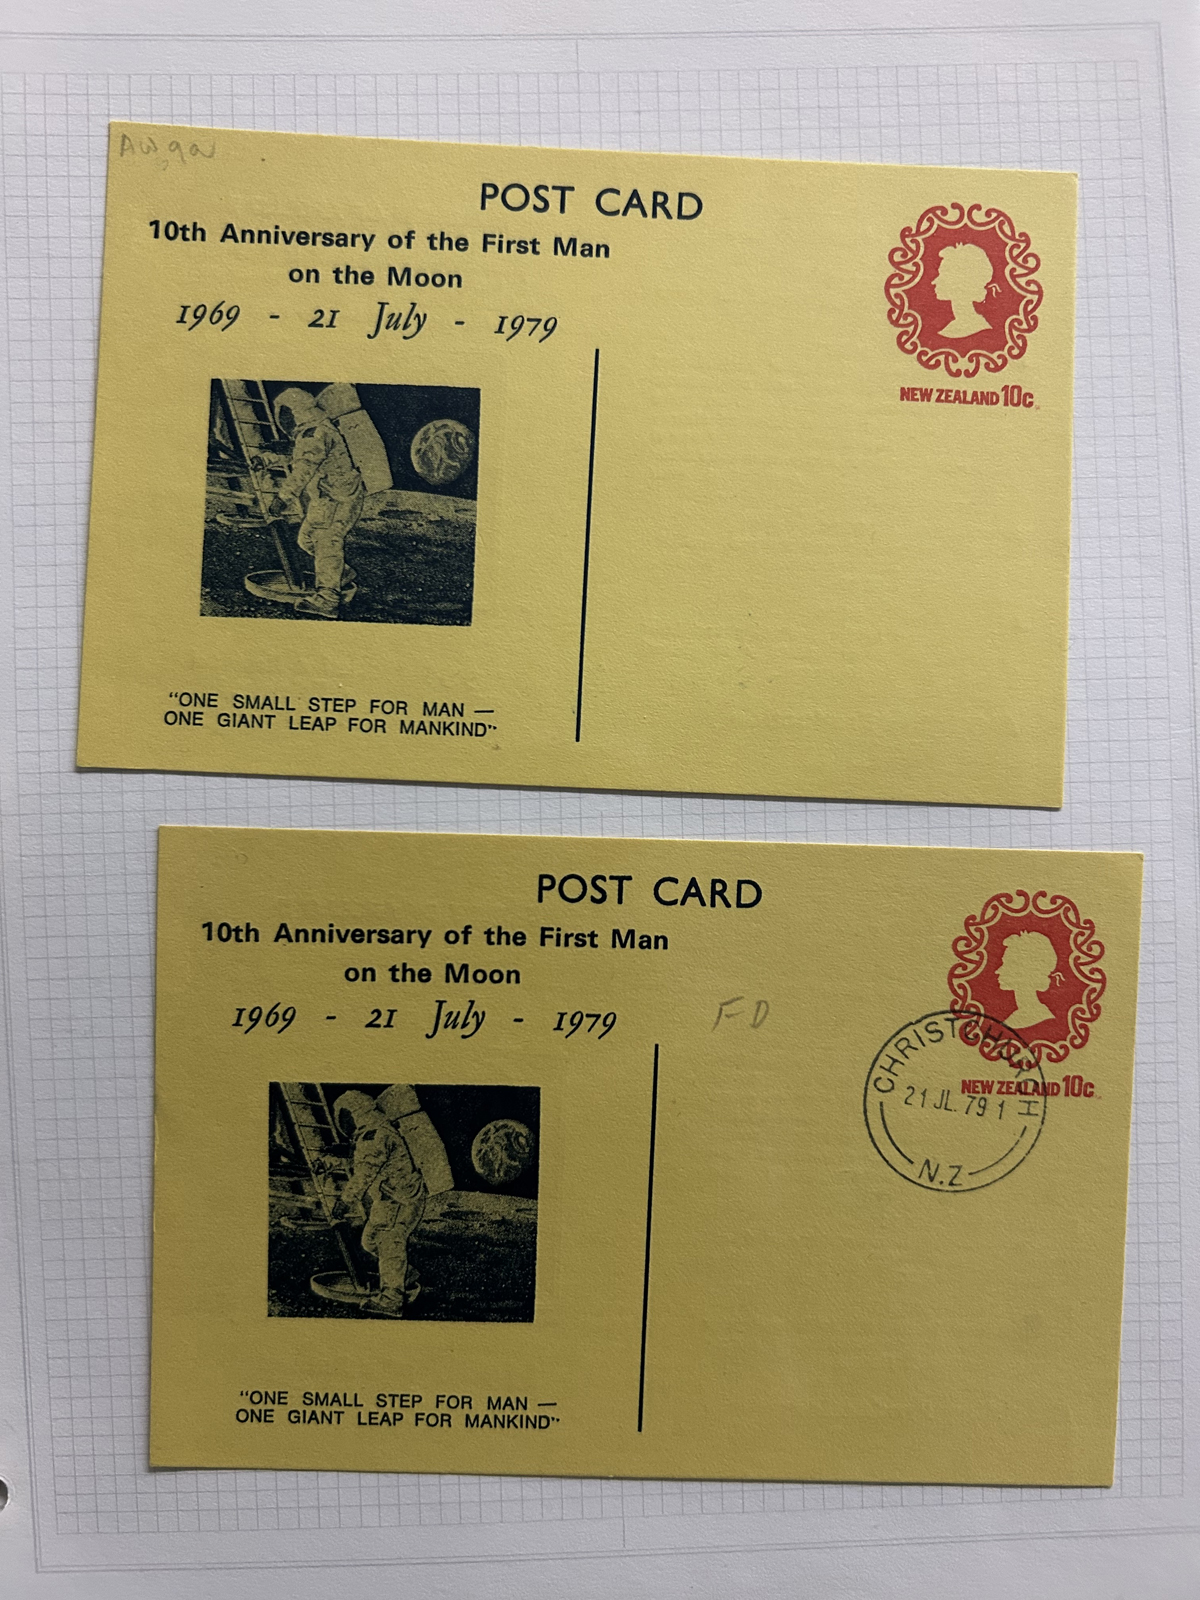 POST CARD
10th Anniversary of the First Man
on the Moon
1969 - 21 July - 1979
NEW ZEALAND 10c
"ONE SMALL STEP FOR MAN —
ONE GIANT LEAP FOR MANKIND"
POST CARD
10th Anniversary of the First Man
on the Moon
1969 - 21 July - 1979
FD
NEW ZEALAND 10c
CHRISTCHURCH
21 JL. 79 1
N.Z
"ONE SMALL STEP FOR MAN —
ONE GIANT LEAP FOR MANKIND"